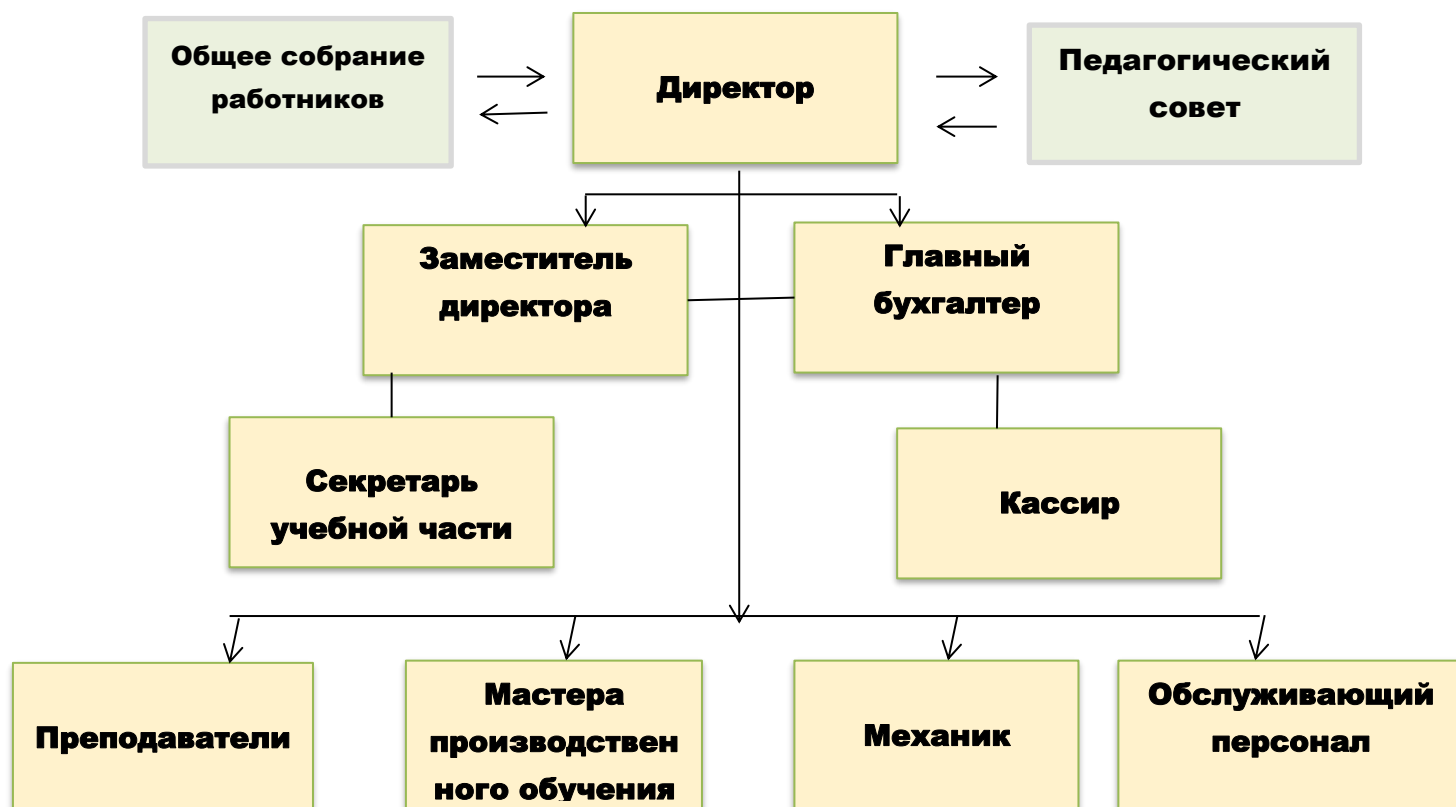 Общее собрание
работников
Директор
Педагогический
совет
Заместитель
директора
Главный
бухгалтер
Секретарь
учебной части
Кассир
Преподаватели
Мастера
производствен
ного обучения
Механик
Обслуживающий
персонал